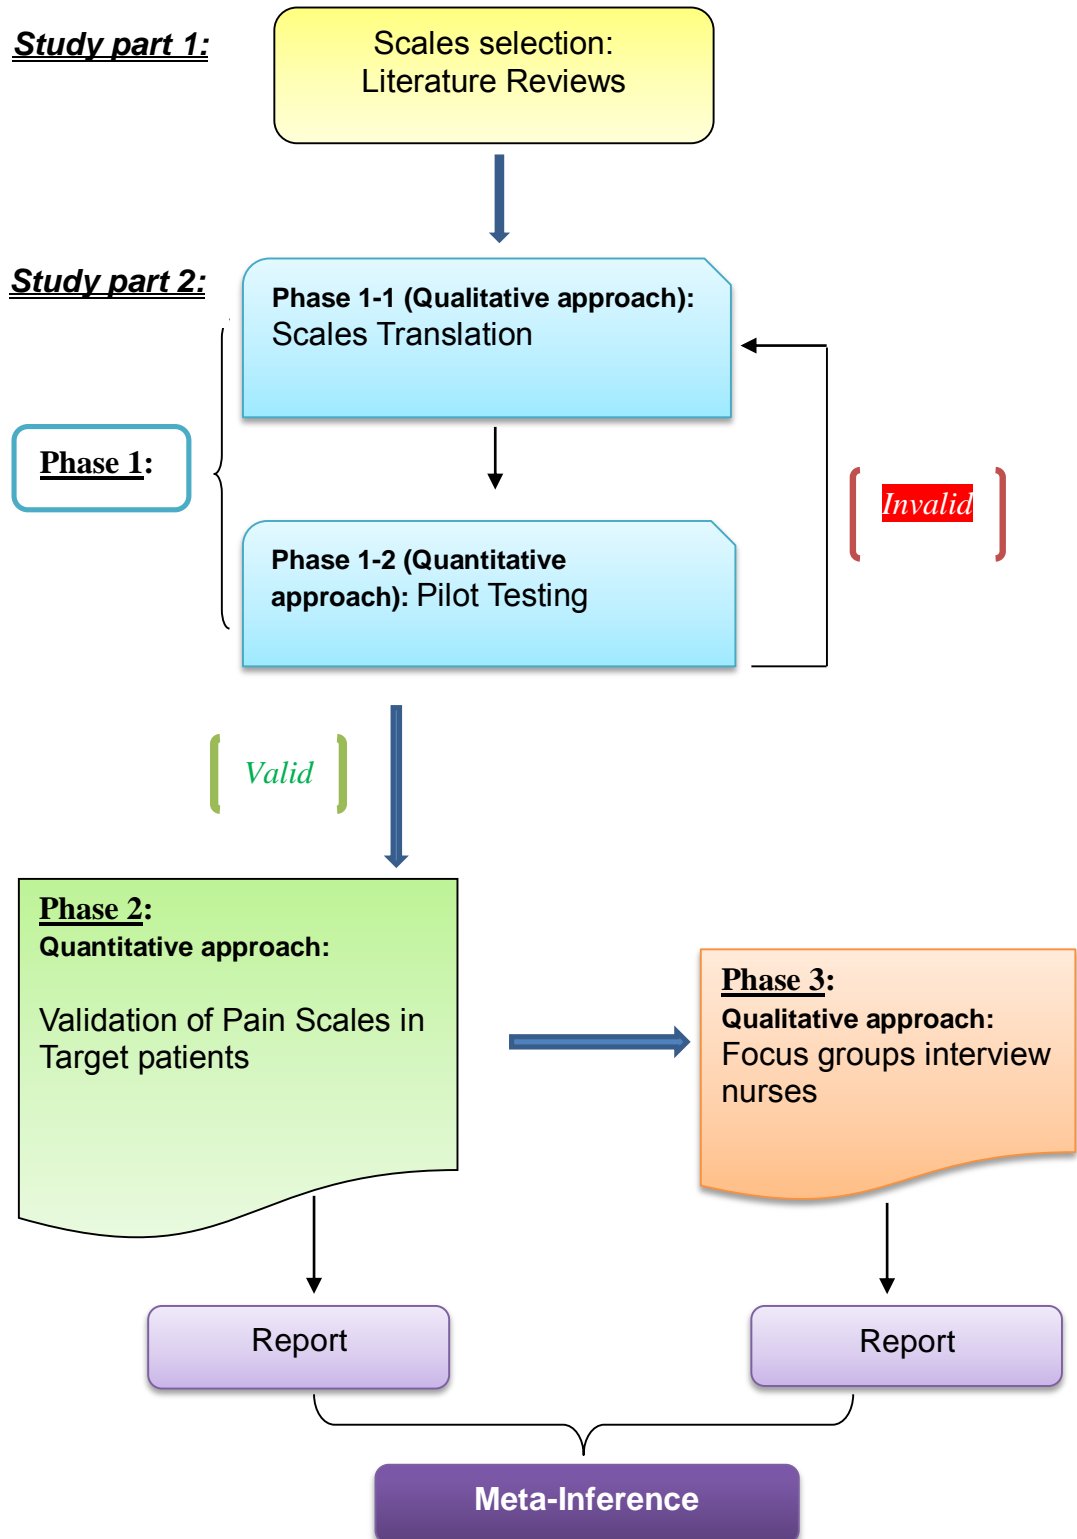 Study part 1:
Scales selection:
Literature Reviews
Study part 2:
Phase 1-1 (Qualitative approach):
Scales Translation
Phase 1:
Invalid
Phase 1-2 (Quantitative
approach): Pilot Testing
Valid
Phase 2:
Quantitative approach:
Validation of Pain Scales in
Target patients
Phase 3:
Qualitative approach:
Focus groups interview
nurses
Report
Report
Meta-Inference